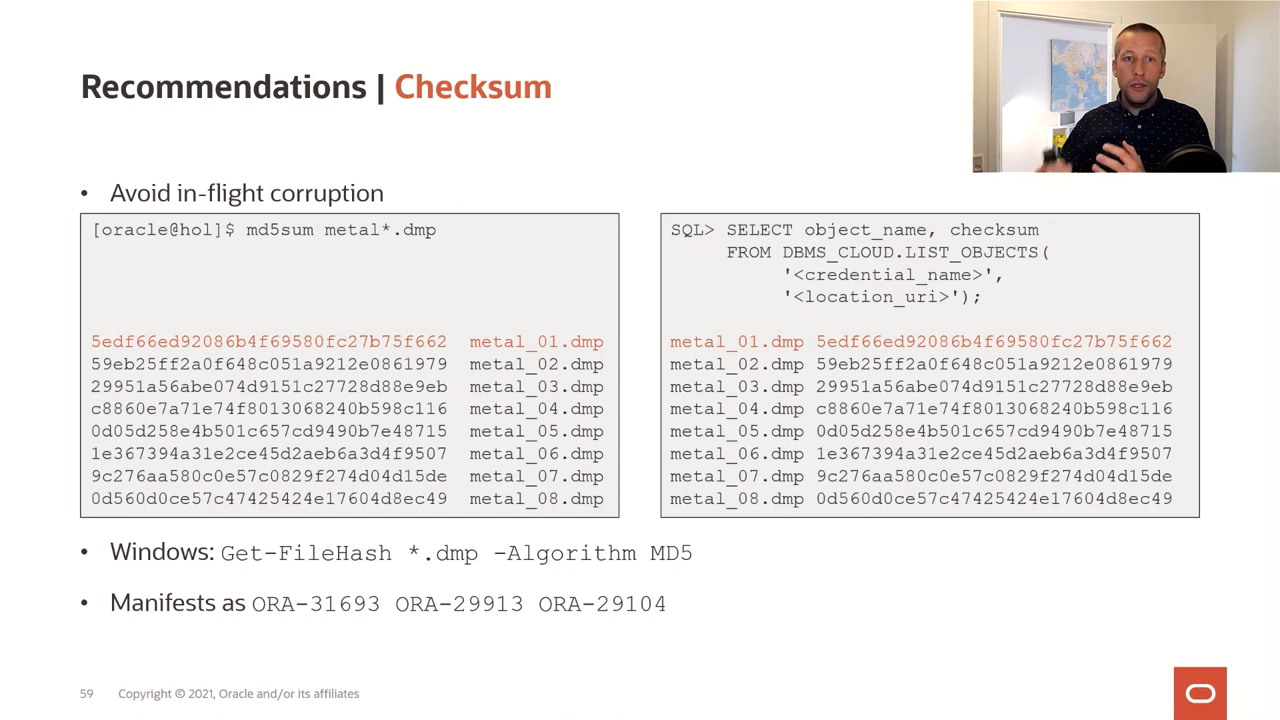 Recommendations | Checksum
• Avoid in-flight corruption
[oracle@hol]$ md5sum metal*.dmp
5edf66ed92086b4f69580fc27b75f662 metal_01.dmp
59eb25ff2a0f648c051a9212e0861979 metal_02.dmp
29951a56abe074d9151c27728d88e9eb metal_03.dmp
c8860e7a71e74f8013068240b598c116 metal_04.dmp
0d05d258e4b501c657cd9490b7e48715 metal_05.dmp
1e367394a31e2ce45d2aeb6a3d4f9507 metal_06.dmp
9c276aa580c0e57c0829f274d04d15de metal_07.dmp
0d560d0ce57c47425424e17604d8ec49 metal_08.dmp
SQL> SELECT object_name, checksum
FROM DBMS_CLOUD.LIST_OBJECTS(
'<credential_name>',
'<location_uri>');
metal_01.dmp 5edf66ed92086b4f69580fc27b75f662
metal_02.dmp 59eb25ff2a0f648c051a9212e0861979
metal_03.dmp 29951a56abe074d9151c27728d88e9eb
metal_04.dmp c8860e7a71e74f8013068240b598c116
metal_05.dmp 0d05d258e4b501c657cd9490b7e48715
metal_06.dmp 1e367394a31e2ce45d2aeb6a3d4f9507
metal_07.dmp 9c276aa580c0e57c0829f274d04d15de
metal_08.dmp 0d560d0ce57c47425424e17604d8ec49
• Windows: Get-FileHash *.dmp -Algorithm MD5
• Manifests as ORA-31693 ORA-29913 ORA-29104
59 Copyright © 2021, Oracle and/or its affiliates